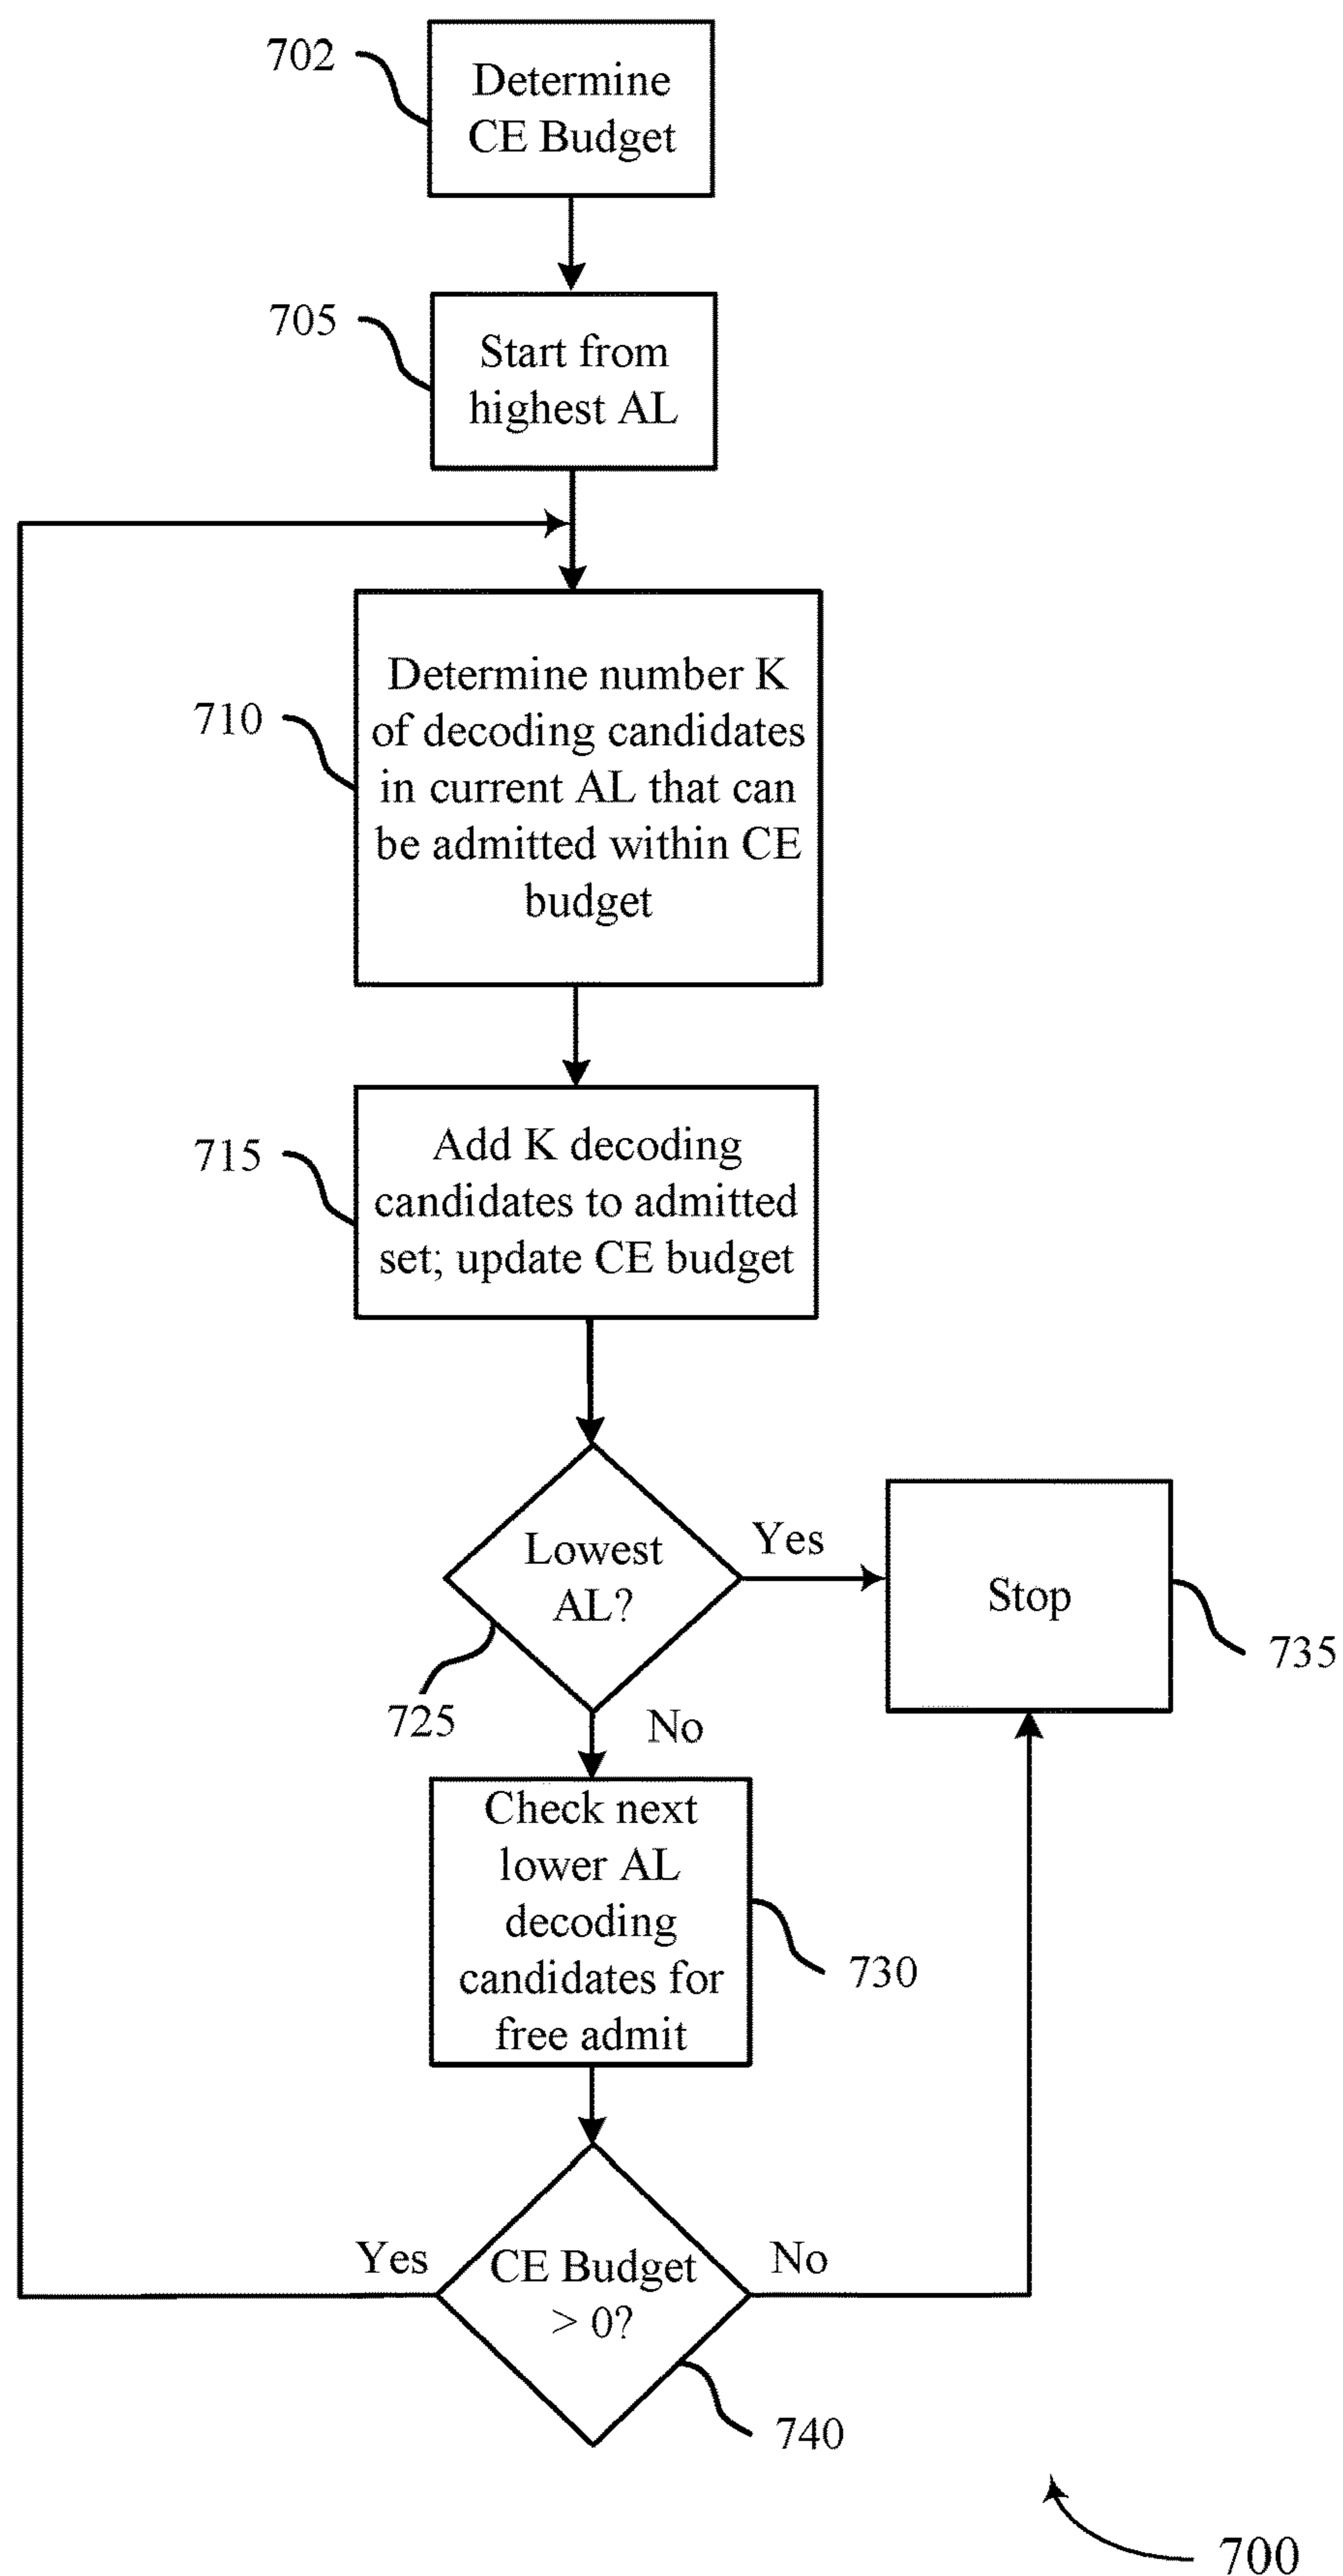 702
Determine
CE Budget
705
Start from
highest AL
710
Determine number K
of decoding candidates
in current AL that can
be admitted within CE
budget
715
Add K decoding
candidates to admitted
set; update CE budget
Lowest
AL?
Yes
Stop
735
725
No
Check next
lower AL
decoding
candidates for
free admit
730
Yes
CE Budget
> 0?
No
740
700